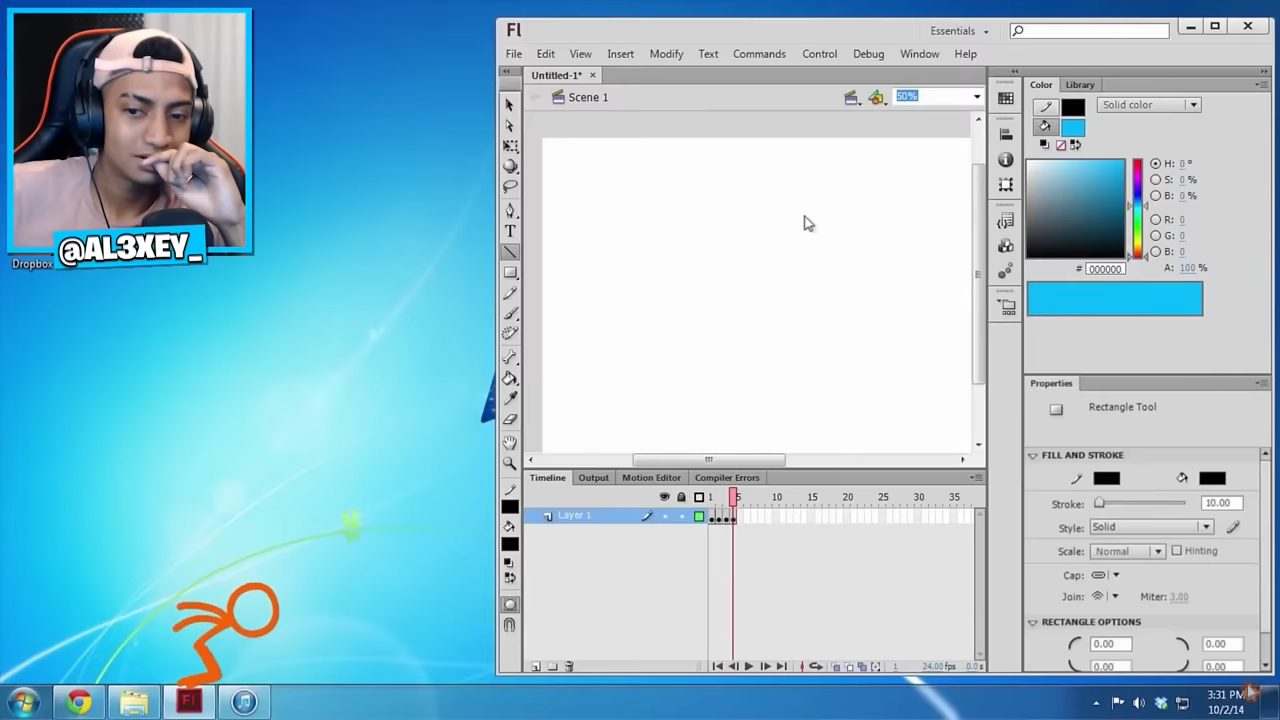 @AL3XEY_
Dropbox
Fl
Essentials
File Edit View Insert Modify Text Commands Control Debug Window Help
Untitled-1*
Scene 1
50%
Color Library
Solid color
H: 0 °
S: 0 %
B: 0 %
R: 0
G: 0
B: 0
# 000000
A: 100 %
Properties
Rectangle Tool
FILL AND STROKE
Stroke: 10.00
Style: Solid
Scale: Normal Hinting
Cap:
Join: Miter: 3.00
RECTANGLE OPTIONS
0.00 0.00
0.00 0.00
Timeline Output Motion Editor Compiler Errors
1 5 10 15 20 25 30 35
Layer 1
1 24.00fps 0.0s
Fl
3:31 PM
10/2/14